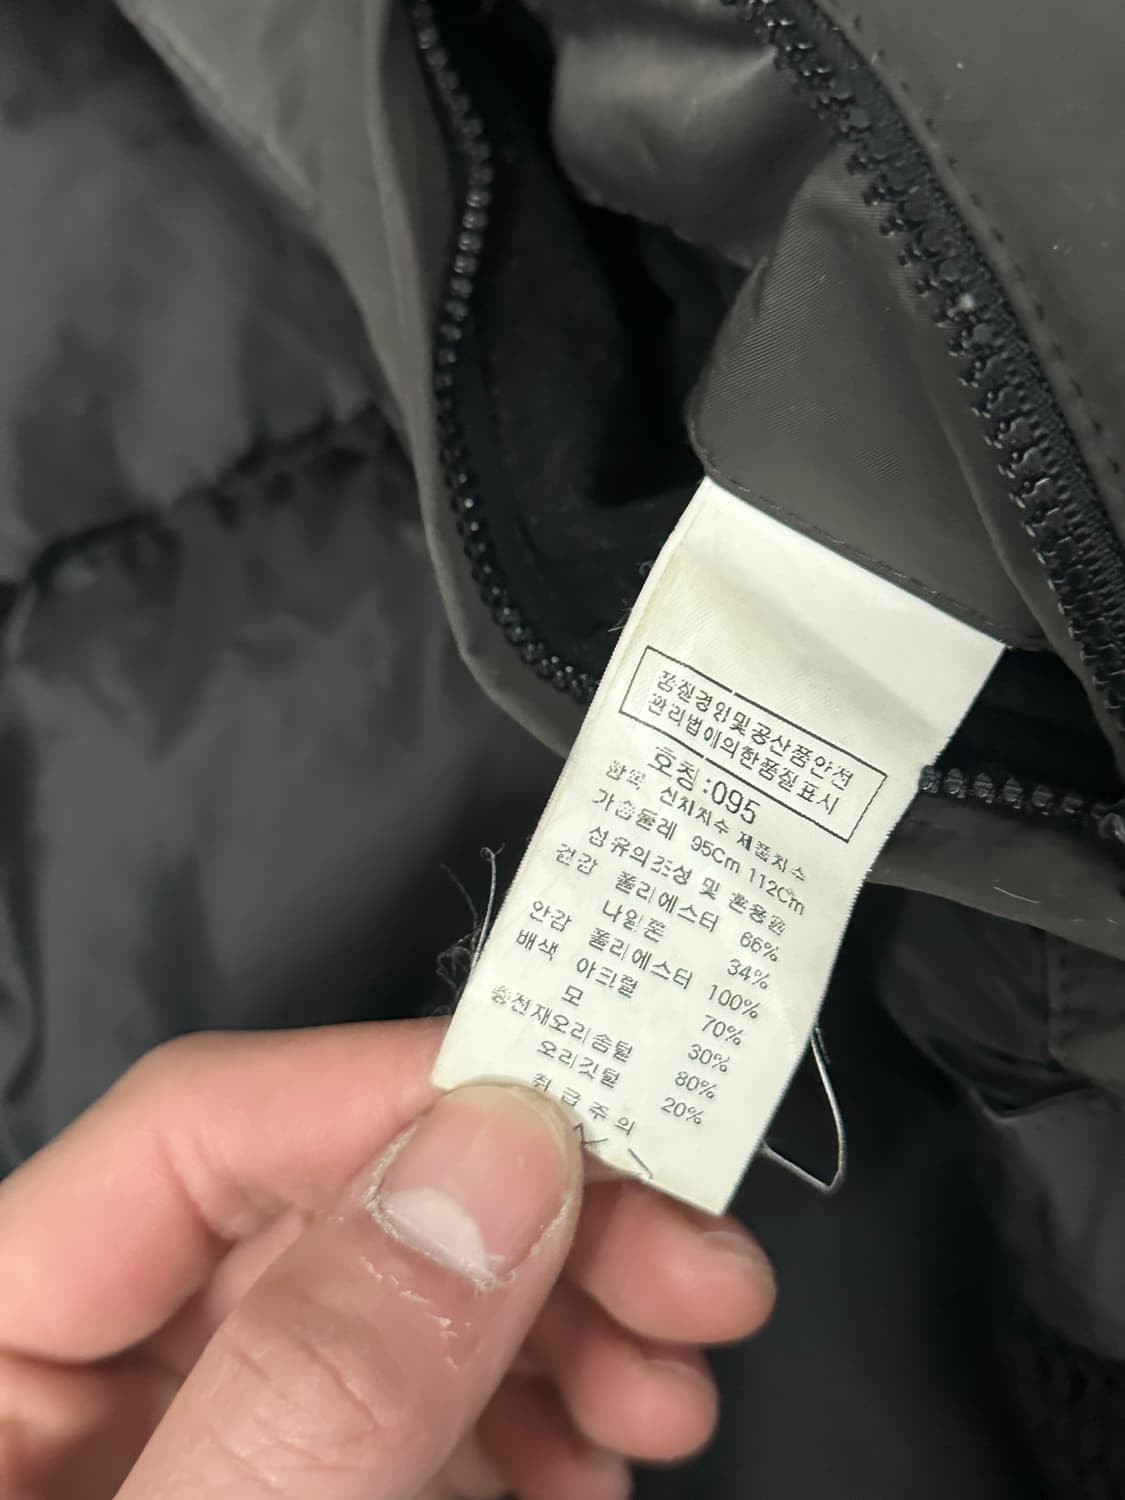 품질경영및공산품안전
관리법에의한품질표시
호칭:095
항목 신체치수 제품치수
가슴둘레 95Cm 112Cm
섬유의조성 및 혼용율
겉감 폴리에스터 66%
나일론 34%
안감 폴리에스터 100%
배색 아크릴 70%
모 30%
충전재오리솜털 80%
오리깃털 20%
취급주의